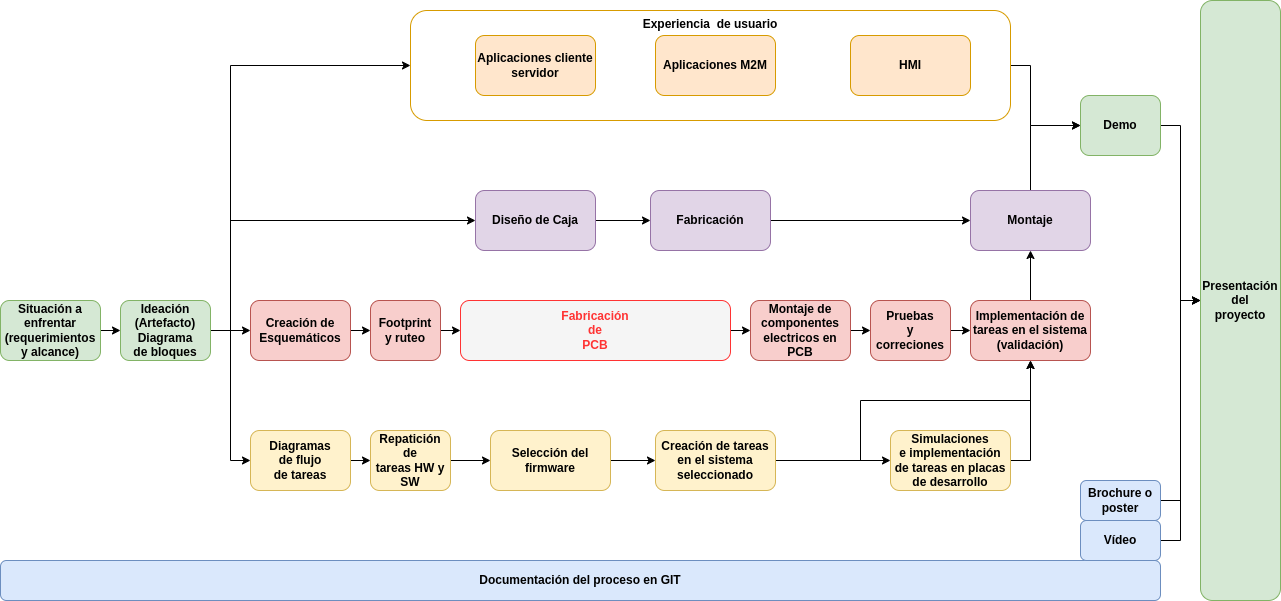 Experiencia  de usuario
Aplicaciones cliente
servidor
Aplicaciones M2M
HMI
Demo
Diseño de Caja
Fabricación
Montaje
Situación a
enfrentar
(requerimientos
y alcance)
Ideación
(Artefacto)
Diagrama
de bloques
Creación de
Esquemáticos
Footprint
y ruteo
Fabricación
de
PCB
Montaje de
componentes
electricos en
PCB
Pruebas
y
correciones
Implementación de
tareas en el sistema
(validación)
Presentación
del
proyecto
Diagramas
de flujo
de tareas
Repatición
de
tareas HW y
SW
Selección del
firmware
Creación de tareas
en el sistema
seleccionado
Simulaciones
e implementación
de tareas en placas
de desarrollo
Brochure o
poster
Vídeo
Documentación del proceso en GIT